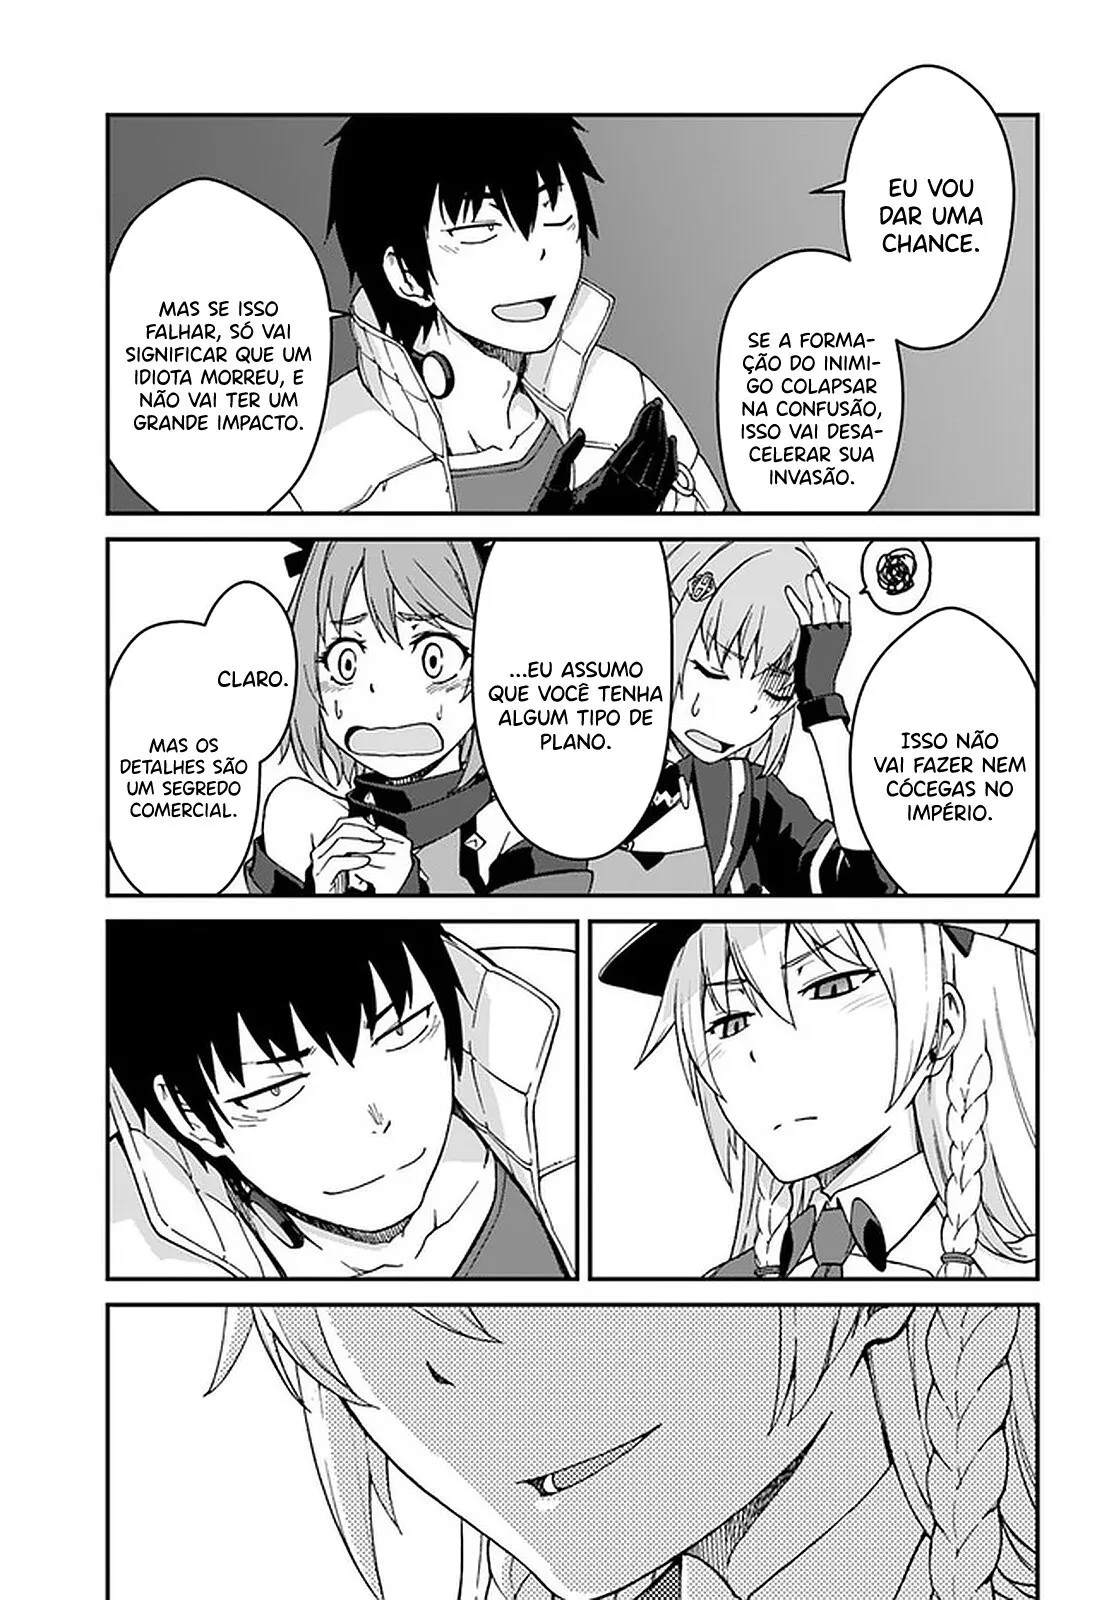 EU VOU
DAR UMA
CHANCE.
SE A FORMA-
ÇÃO DO INIMI-
GO COLAPSAR
NA CONFUSÃO,
ISSO VAI DESA-
CELERAR SUA
INVASÃO.
MAS SE ISSO
FALHAR, SÓ VAI
SIGNIFICAR QUE UM
IDIOTA MORREU, E
NÃO VAI TER UM
GRANDE IMPACTO.
ISSO NÃO
VAI FAZER NEM
CÓCEGAS NO
IMPÉRIO.
...EU ASSUMO
QUE VOCÊ TENHA
ALGUM TIPO DE
PLANO.
CLARO.
MAS OS
DETALHES SÃO
UM SEGREDO
COMERCIAL.